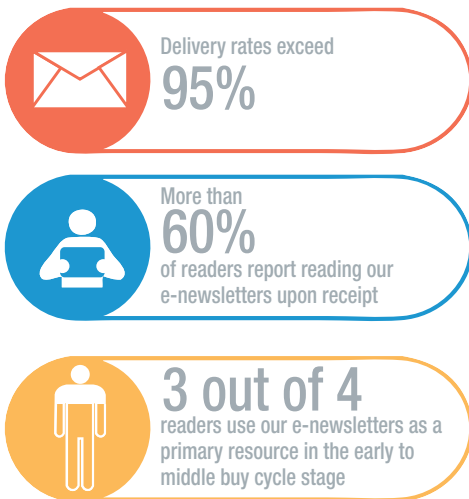 Delivery rates exceed
95%
More than
60%
of readers report reading our
e-newsletters upon receipt
3 out of 4
readers use our e-newsletters as a
primary resource in the early to
middle buy cycle stage